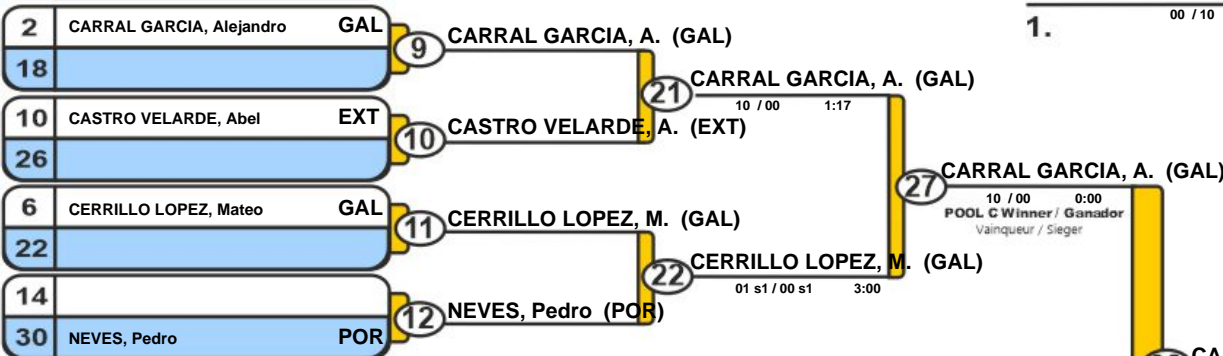 00 / 10
1.
2 CARRAL GARCIA, Alejandro GAL
18
9 CARRAL GARCIA, A. (GAL)
21 CARRAL GARCIA, A. (GAL)
10 / 00 1:17
10 CASTRO VELARDE, Abel EXT
26
10 CASTRO VELARDE, A. (EXT)
27 CARRAL GARCIA, A. (GAL)
10 / 00 0:00
POOL C Winner / Ganador
Vainqueur / Sieger
6 CERRILLO LOPEZ, Mateo GAL
22
11 CERRILLO LOPEZ, M. (GAL)
22 CERRILLO LOPEZ, M. (GAL)
01 s1 / 00 s1 3:00
14
30 NEVES, Pedro POR
12 NEVES, Pedro (POR)
CA